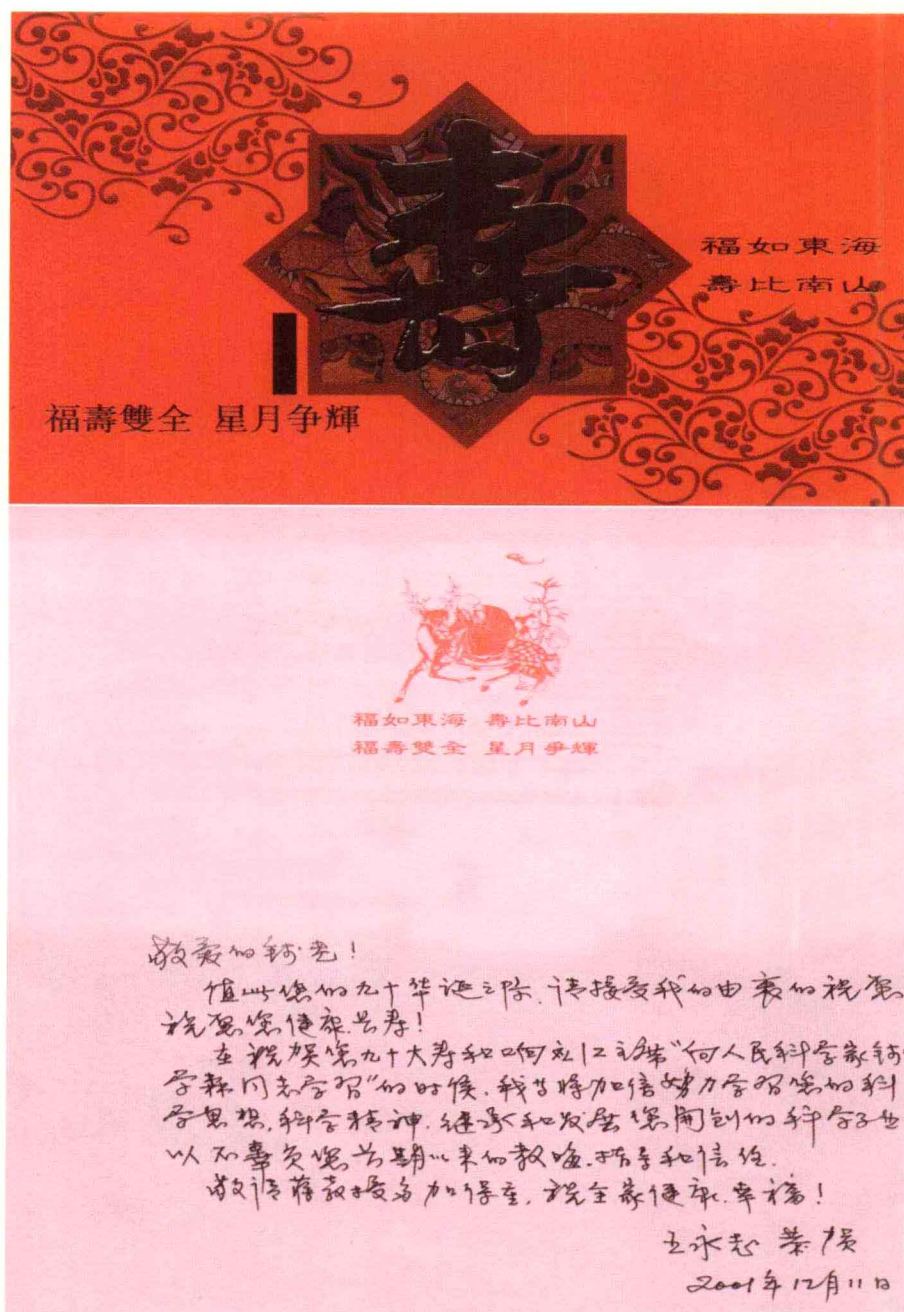 壽
福如東海
壽比南山
福壽雙全 星月争輝
福如東海 壽比南山
福壽雙全 星月爭輝
敬爱的钱老!
值此您的九十华诞之际,请接受我的由衷的祝愿
祝愿您健康长寿!
在祝贺您九十大寿和响应江主席“向人民科学家钱
学森同志学习”的时候,我当将加倍努力学习您的科
学思想,科学精神,继承和发展您开创的科学事业
以不辜负您长期以来的教诲、指导和信任.
敬请蒋教授多加保重,祝全家健康、幸福!
王永志 恭贺
2001年12月11日